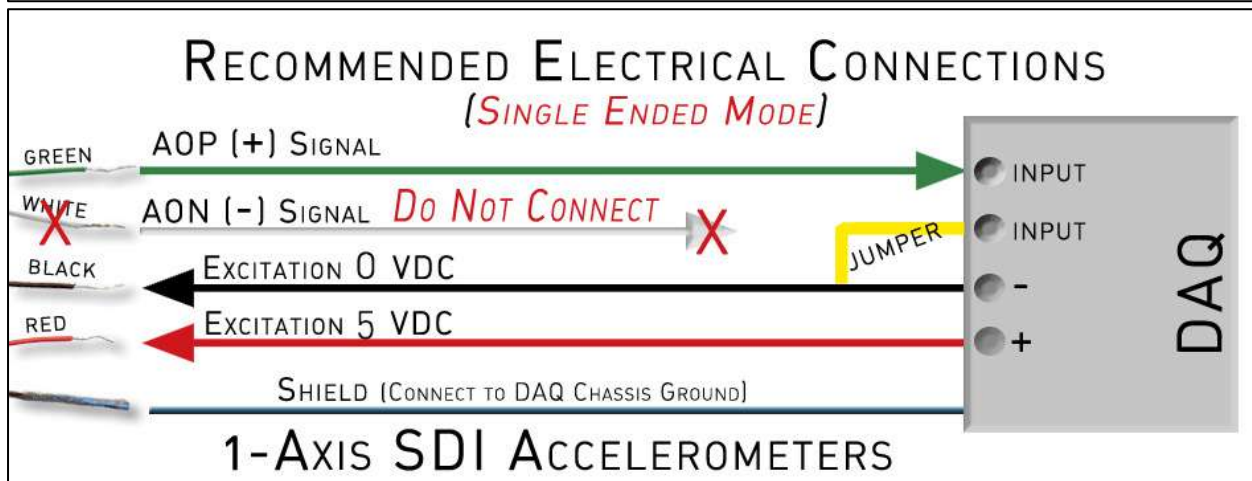 RECOMMENDED ELECTRICAL CONNECTIONS
(SINGLE ENDED MODE)
GREEN
AOP (+) SIGNAL
INPUT
WHITE
AON (-) SIGNAL DO NOT CONNECT
INPUT
JUMPER
BLACK
EXCITATION 0 VDC
-
RED
EXCITATION 5 VDC
+
DAQ
SHIELD (CONNECT TO DAQ CHASSIS GROUND)
1-AXIS SDI ACCELEROMETERS